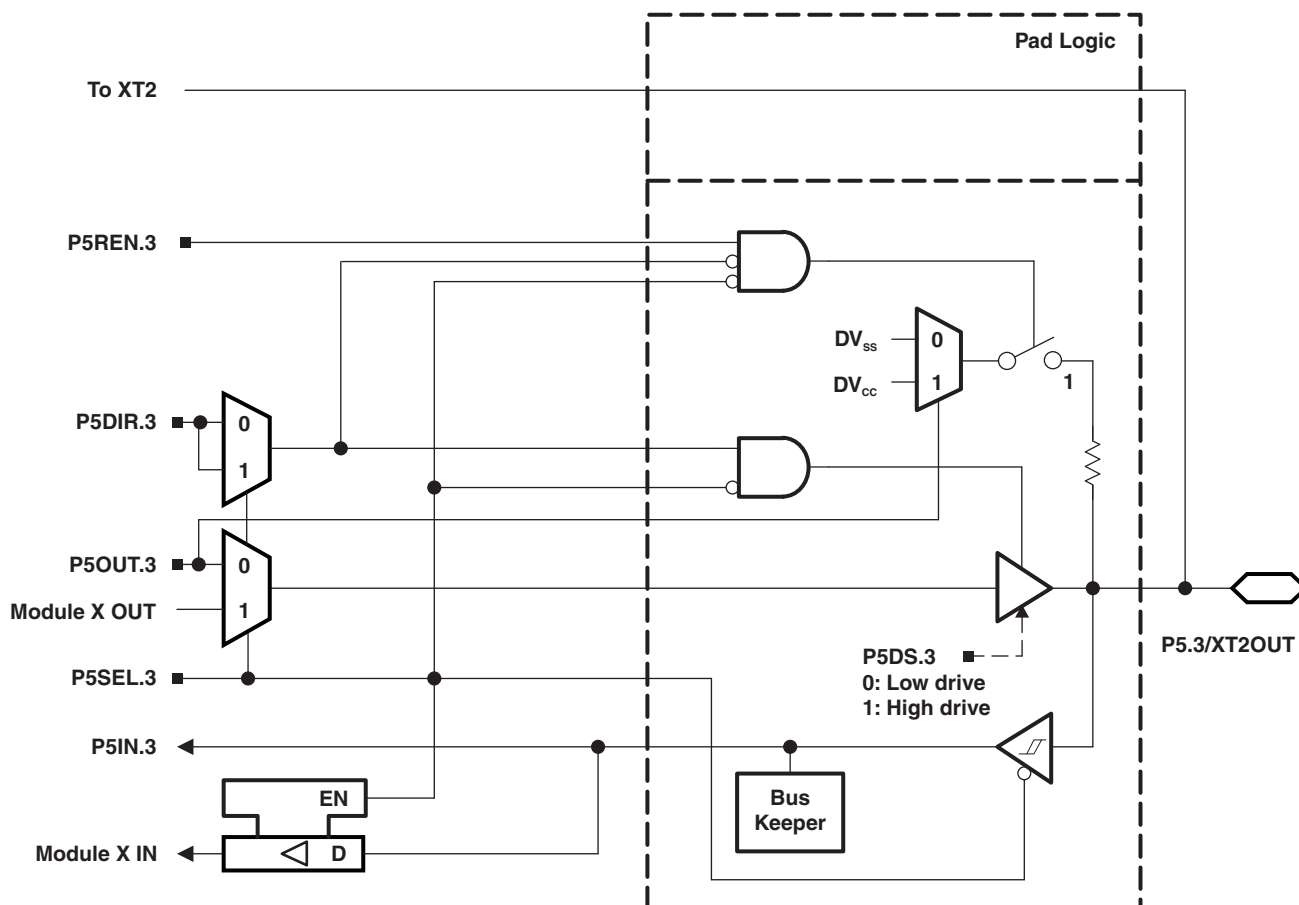 Pad Logic
To XT2
P5REN.3
DVss
0
DVcc
1
1
P5DIR.3
0
1
P5OUT.3
0
Module X OUT
1
P5SEL.3
P5DS.3
0: Low drive
1: High drive
P5.3/XT2OUT
P5IN.3
EN
Bus
Keeper
Module X IN
D